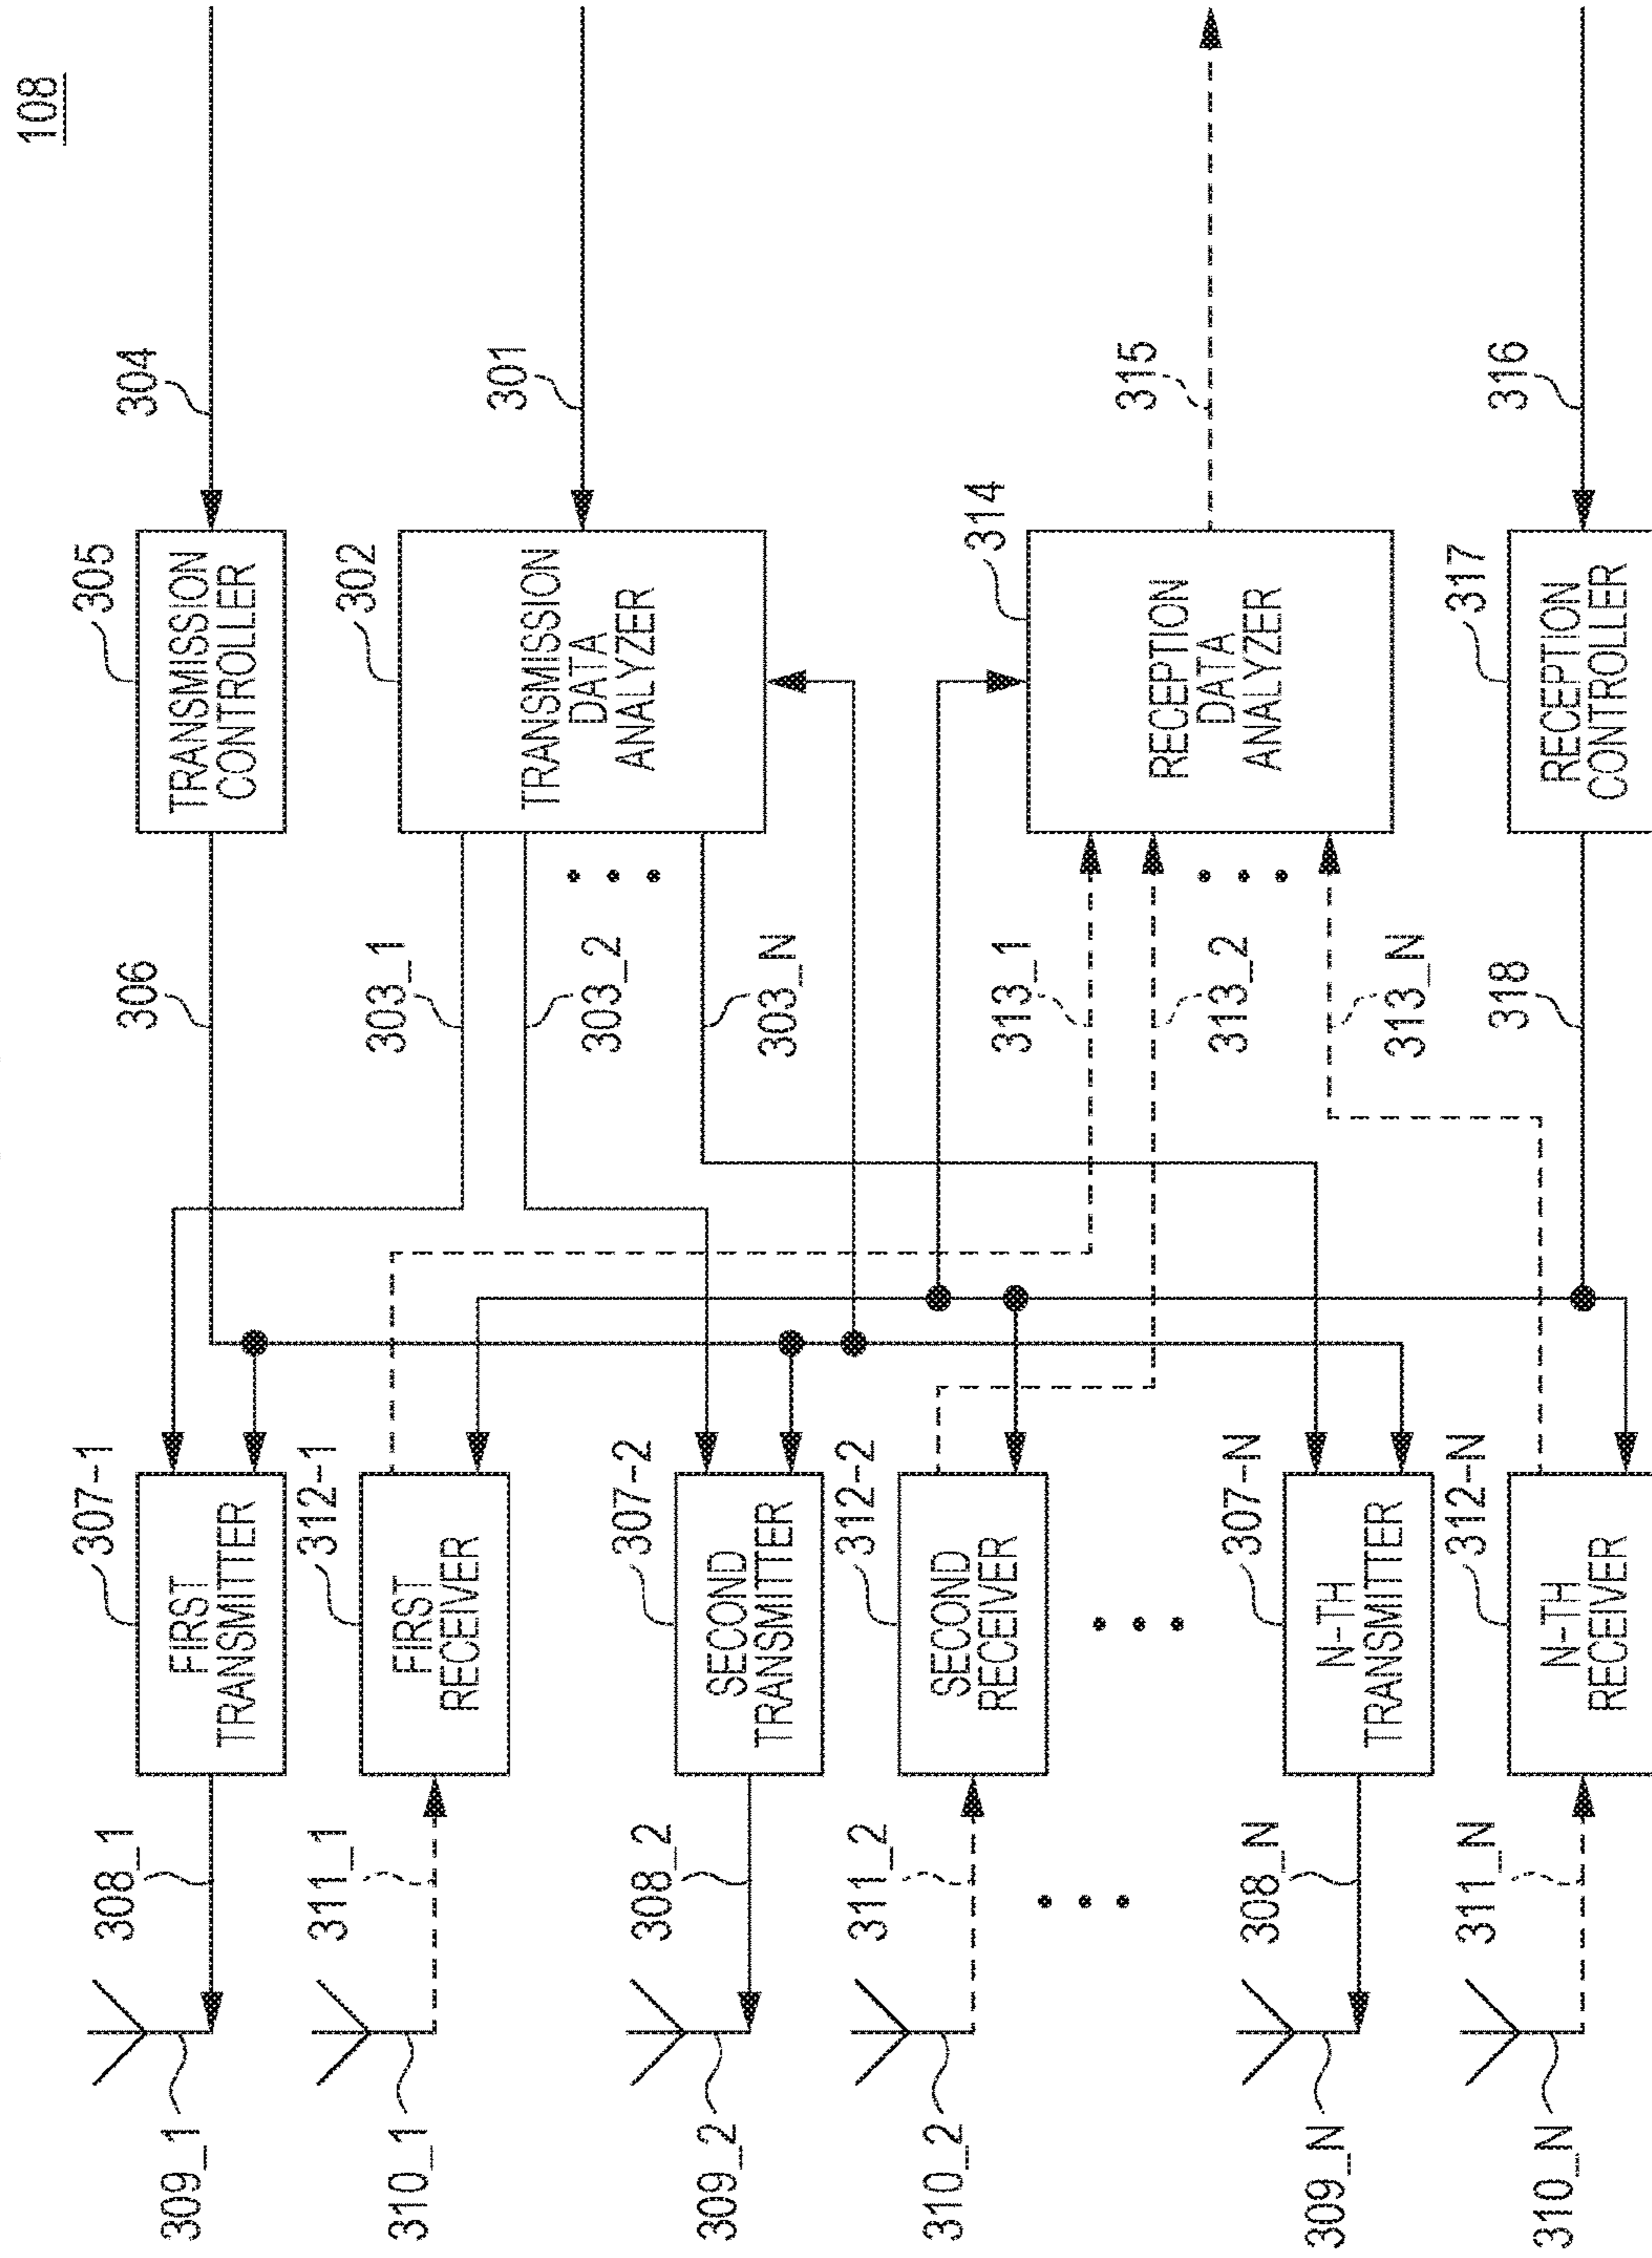 108
304
301
315
316
305
TRANSMISSION
CONTROLLER
302
TRANSMISSION
DATA
ANALYZER
314
RECEPTION
DATA
ANALYZER
317
RECEPTION
CONTROLLER
306
303_1
303_2
303_N
313_1
313_2
313_N
318
307-1
FIRST
TRANSMITTER
312-1
FIRST
RECEIVER
307-2
SECOND
TRANSMITTER
312-2
SECOND
RECEIVER
307-N
N-TH
TRANSMITTER
312-N
N-TH
RECEIVER
308_1
311_1
308_2
311_2
308_N
311_N
309_1
310_1
309_2
310_2
309_N
310_N